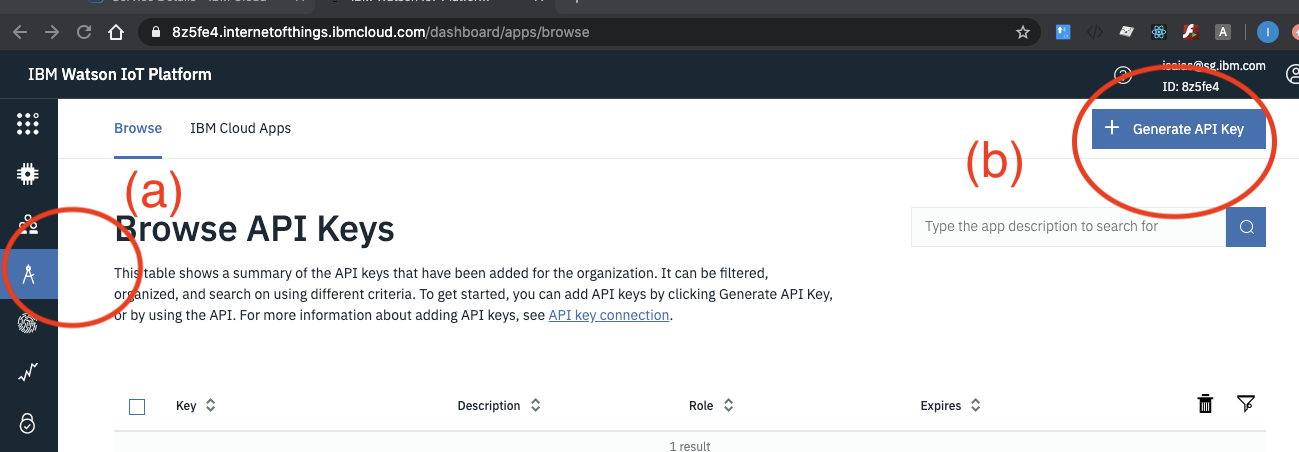 8z5fe4.internetofthings.ibmcloud.com/dashboard/apps/browse
A
I
IBM Watson IoT Platform
isaias@sg.ibm.com
ID: 8z5fe4
Browse
IBM Cloud Apps
+ Generate API Key
(a)
(b)
Browse API Keys
Type the app description to search for
This table shows a summary of the API keys that have been added for the organization. It can be filtered,
organized, and search on using different criteria. To get started, you can add API keys by clicking Generate API Key,
or by using the API. For more information about adding API keys, see API key connection.
Key
Description
Role
Expires
1 result